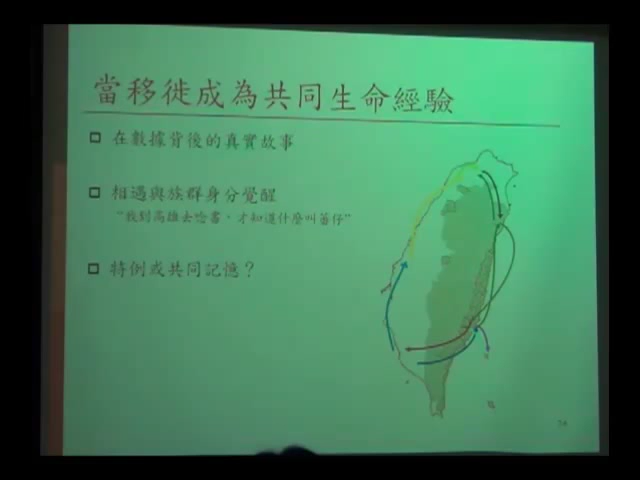 當移徙成為共同生命經驗
在數據背後的真實故事
相遇與族群身分覺醒
“我到高雄去唸書，才知道什麼叫番仔”
特例或共同記憶？